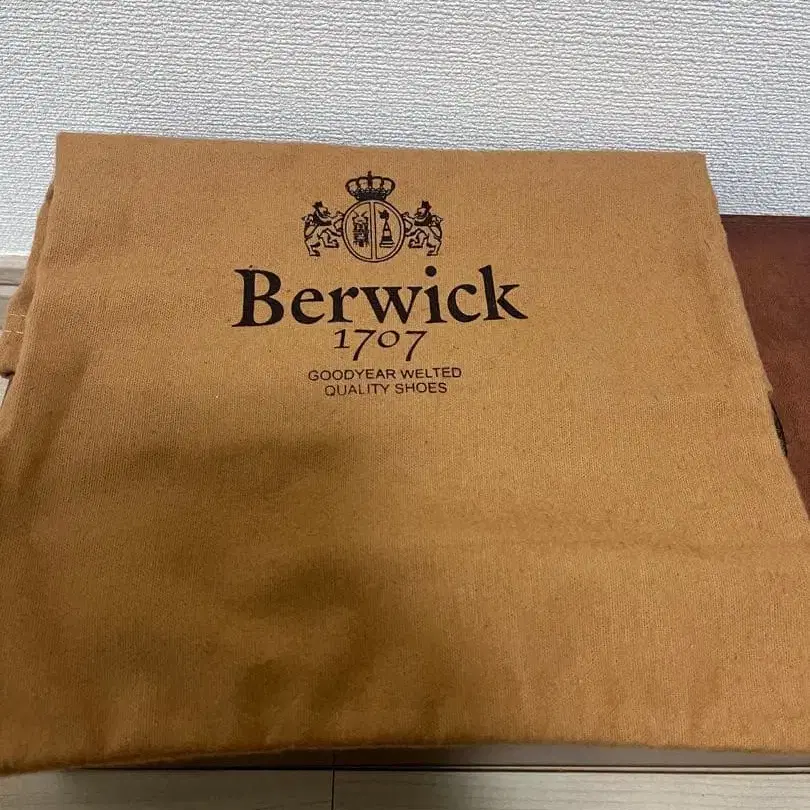 Berwick
1707
GOODYEAR WELTED
QUALITY SHOES